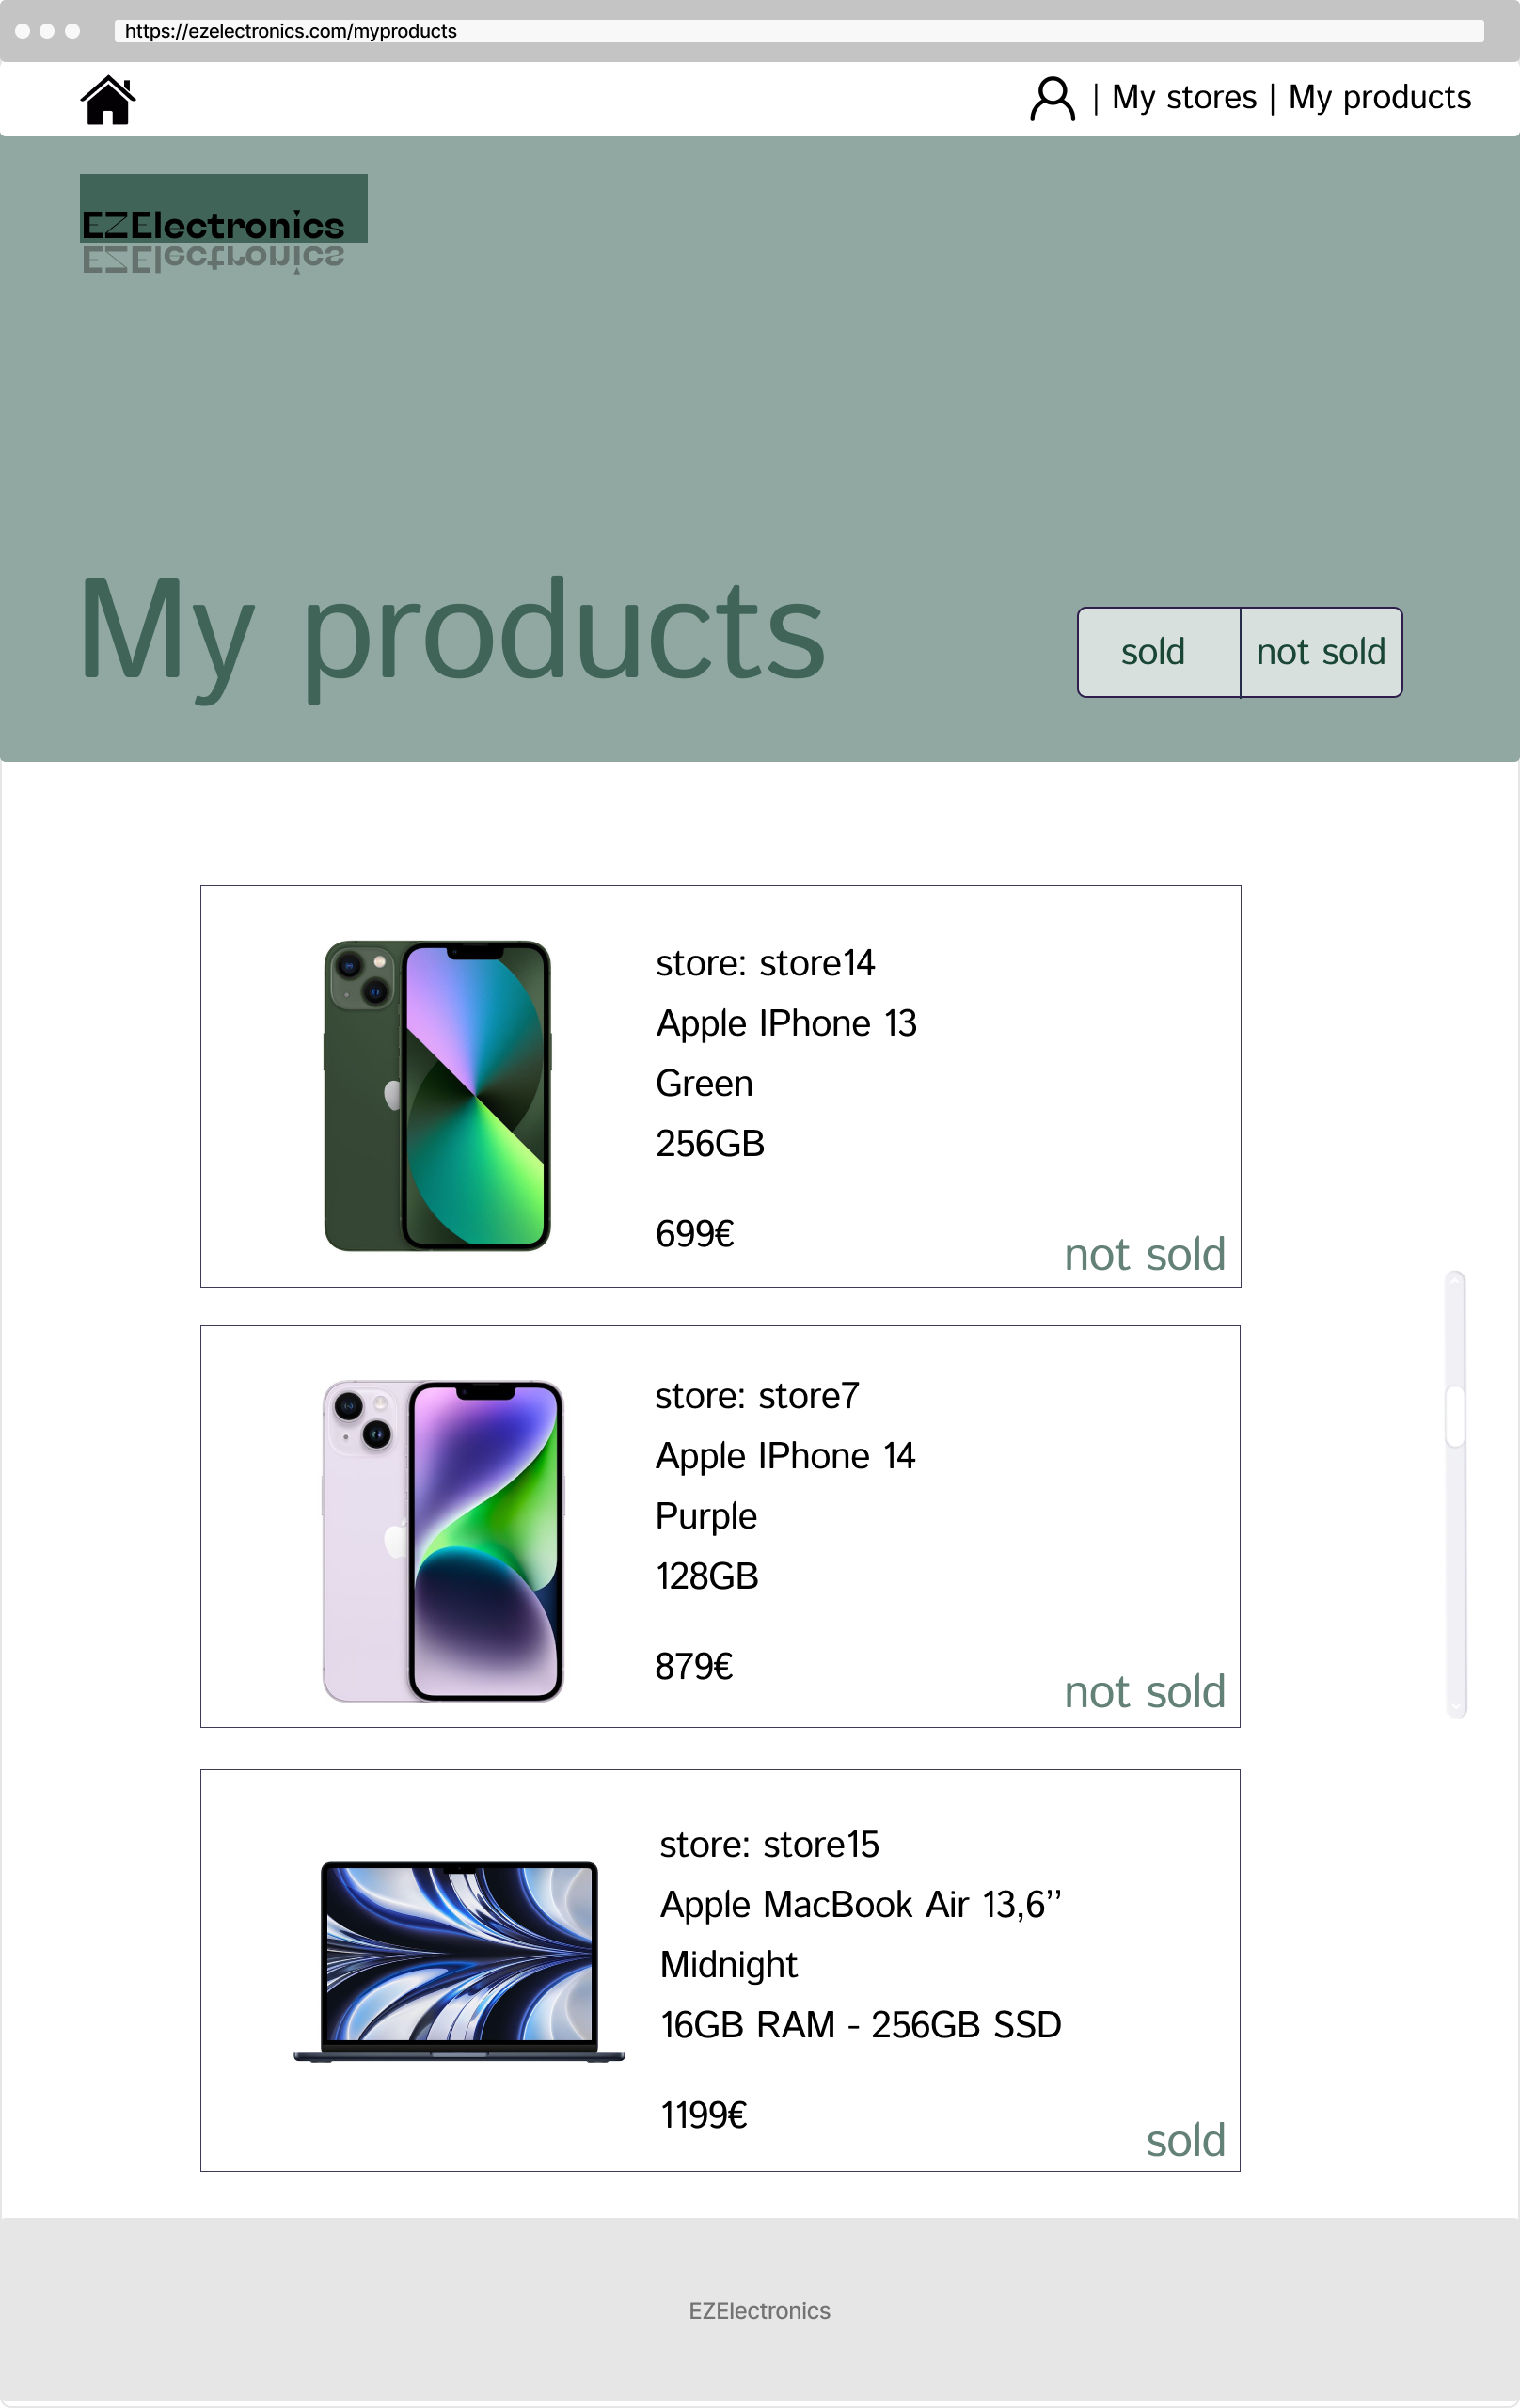 https://ezelectronics.com/myproducts
| My stores | My products
EZElectronics
EZElectronics
My products
sold
not sold
store: store14
Apple IPhone 13
Green
256GB
699€
not sold
store: store7
Apple IPhone 14
Purple
128GB
879€
not sold
store: store15
Apple MacBook Air 13,6’’
Midnight
16GB RAM - 256GB SSD
1199€
sold
EZElectronics